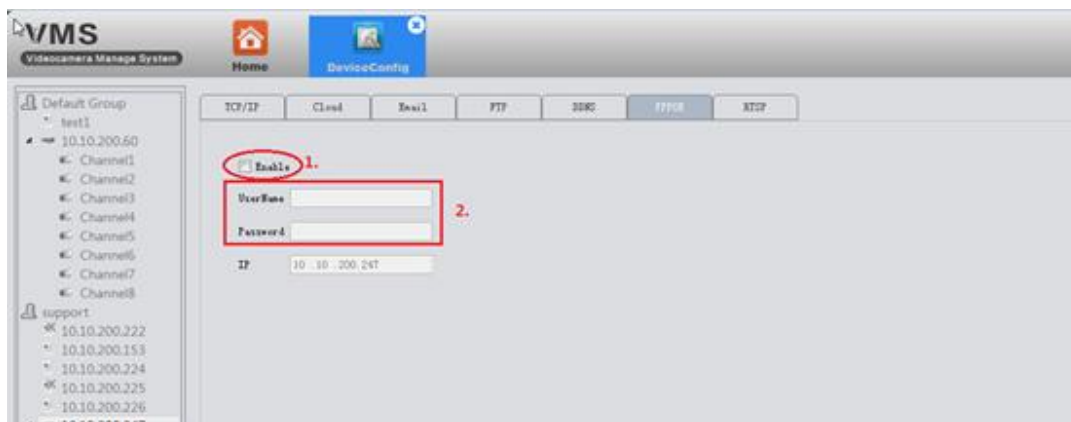 VMS
Videocamera Manage System
Home
DeviceConfig
Default Group
test1
10.10.200.60
Channel1
Channel2
Channel3
Channel4
Channel5
Channel6
Channel7
Channel8
support
10.10.200.222
10.10.200.153
10.10.200.224
10.10.200.225
10.10.200.226
TCP/IP Cloud Email FTP DDNS PPPOE RTSP
Enable 1.
UserName
2.
Password
IP 10 .10 .200.247